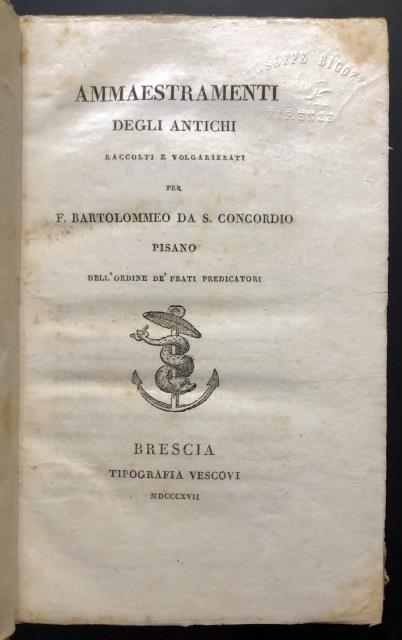 AMMAESTRAMENTI
DEGLI ANTICHI
RACCOLTI E VOLGARIZZATI
PER
F. BARTOLOMMEO DA S. CONCORDIO
PISANO
DELL'ORDINE DE' FRATI PREDICATORI
BRESCIA
TIPOGRAFIA VESCOVI
MDCCCXVII
FIRENZE